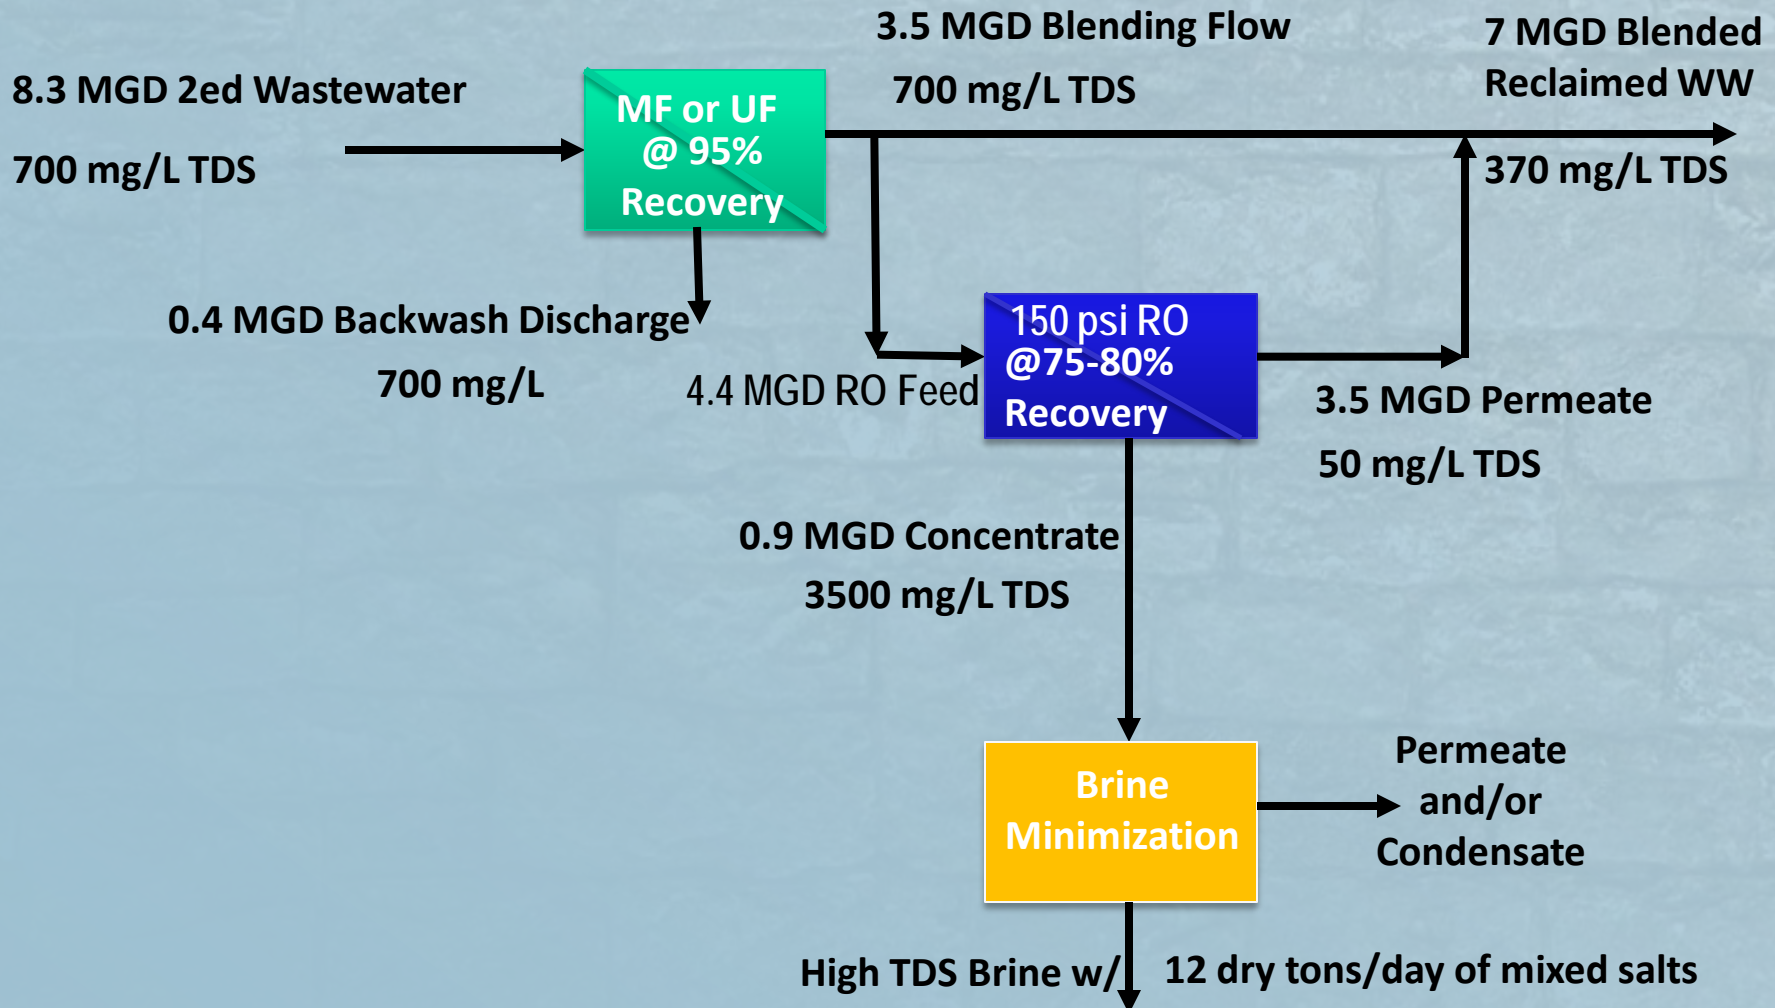 3.5 MGD Blending Flow
700 mg/L TDS
7 MGD Blended
Reclaimed WW
370 mg/L TDS
8.3 MGD 2ed Wastewater
700 mg/L TDS
MF or UF
@ 95%
Recovery
0.4 MGD Backwash Discharge
700 mg/L
4.4 MGD RO Feed
150 psi RO
@75-80%
Recovery
3.5 MGD Permeate
50 mg/L TDS
0.9 MGD Concentrate
3500 mg/L TDS
Brine
Minimization
Permeate
and/or
Condensate
High TDS Brine w/ 12 dry tons/day of mixed salts